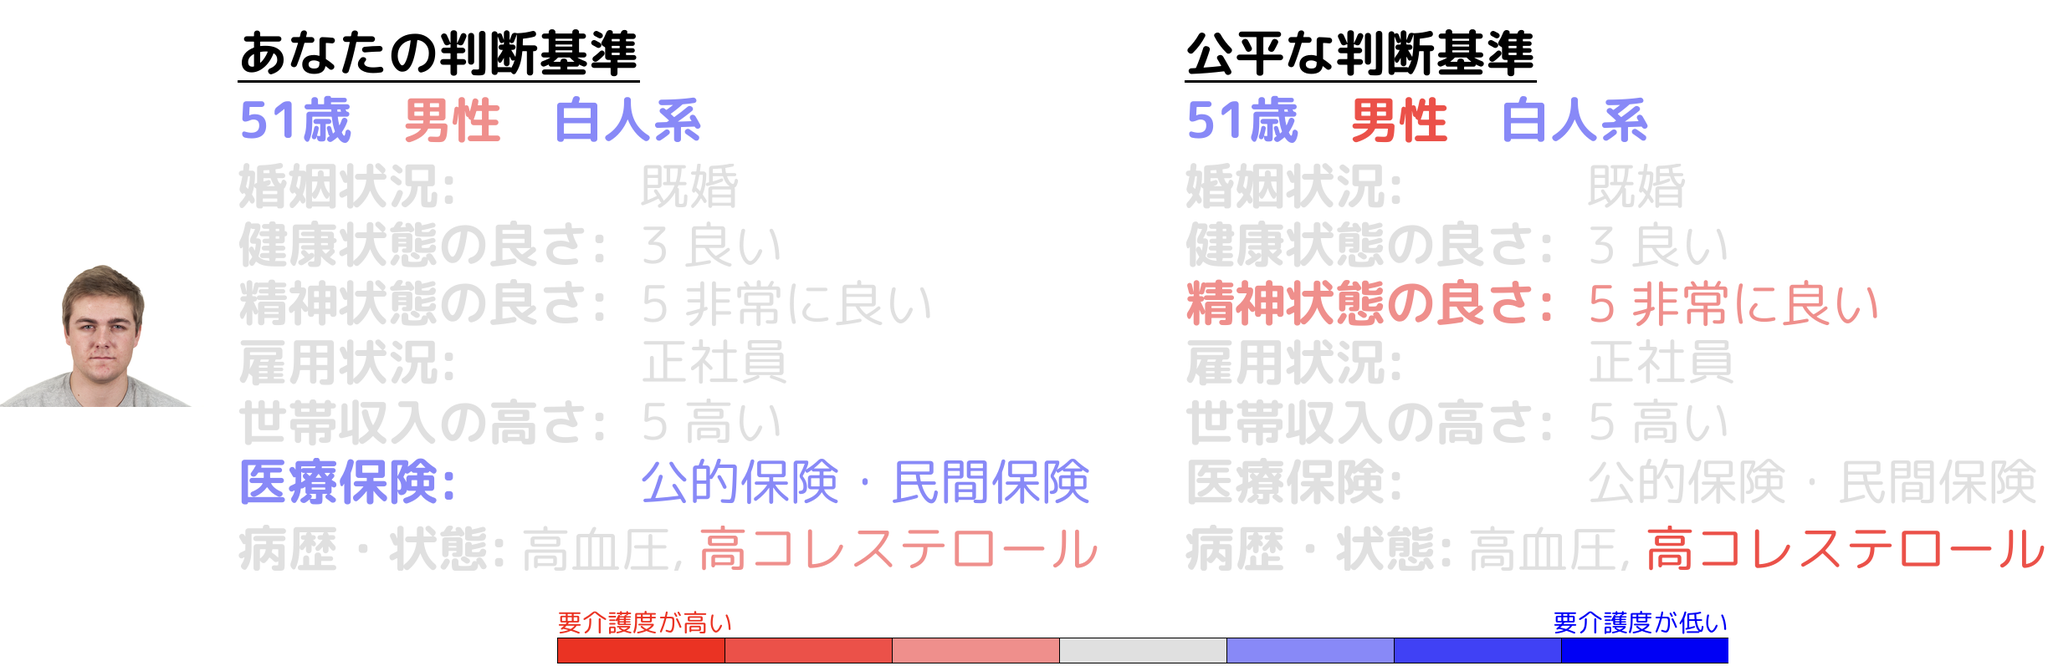 あなたの判断基準
51歳 男性 白人系
婚姻状況: 既婚
健康状態の良さ: 3 良い
精神状態の良さ: 5 非常に良い
雇用状況: 正社員
世帯収入の高さ: 5 高い
医療保険: 公的保険・民間保険
病歴・状態: 高血圧, 高コレステロール
公平な判断基準
51歳 男性 白人系
婚姻状況: 既婚
健康状態の良さ: 3 良い
精神状態の良さ: 5 非常に良い
雇用状況: 正社員
世帯収入の高さ: 5 高い
医療保険: 公的保険・民間保険
病歴・状態: 高血圧, 高コレステロール
要介護度が高い
要介護度が低い